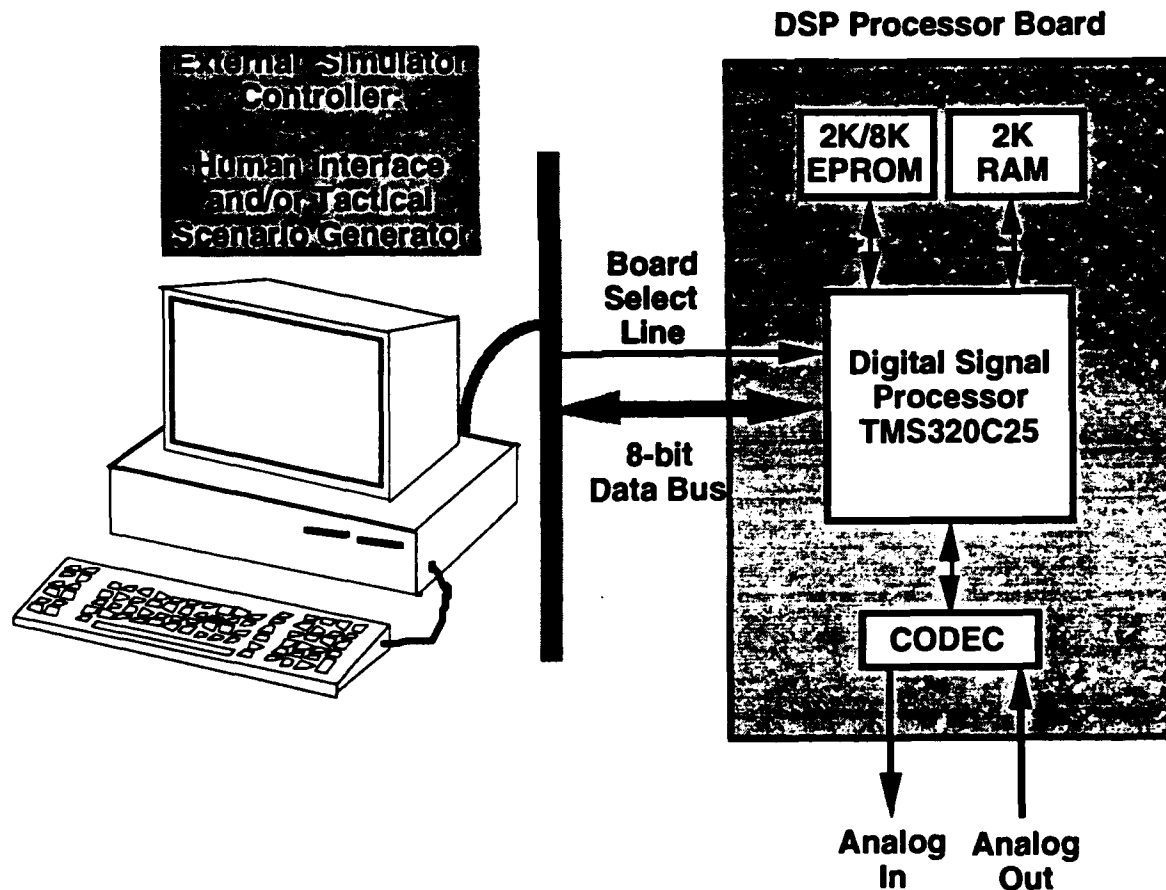 DSP Processor Board
External Simulator
Controller:
Human Interface
and/or Tactical
Scenario Generator
2K/8K
EPROM
2K
RAM
Board
Select
Line
Digital Signal
Processor
TMS320C25
8-bit
Data Bus
CODEC
Analog
In
Analog
Out